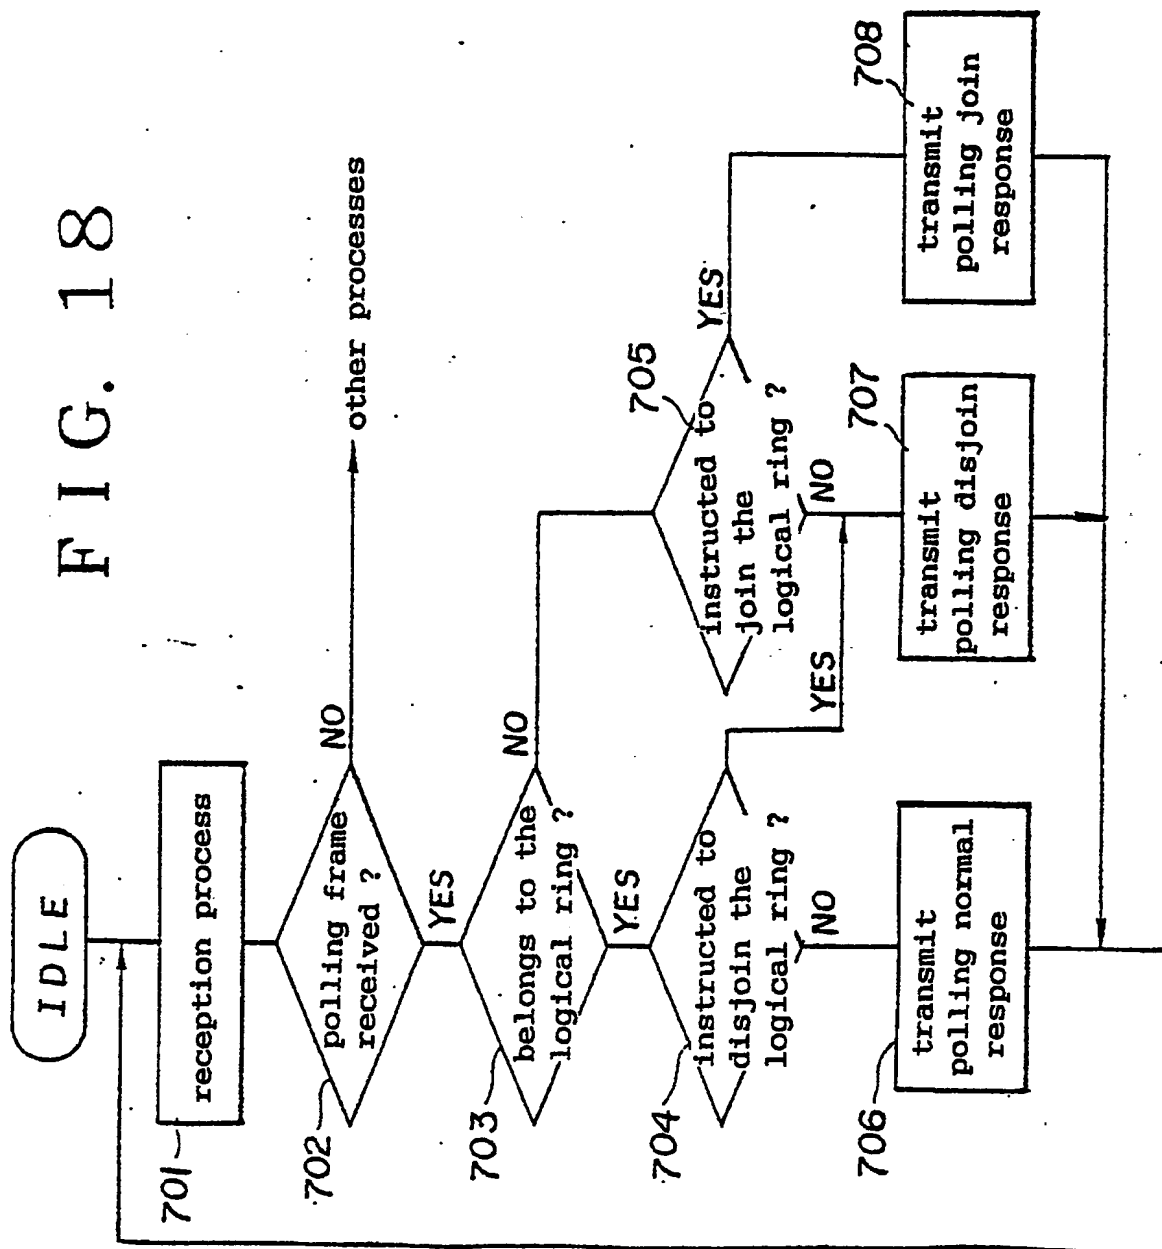 FIG. 18
IDLE
701
reception process
702
polling frame
received ?
NO
other processes
YES
703
belongs to the
logical ring ?
NO
YES
704
instructed to
disjoin the
logical ring ?
YES
NO
705
instructed to
join the
logical ring ?
YES
NO
706
transmit
polling normal
response
707
transmit
polling disjoin
response
708
transmit
polling join
response